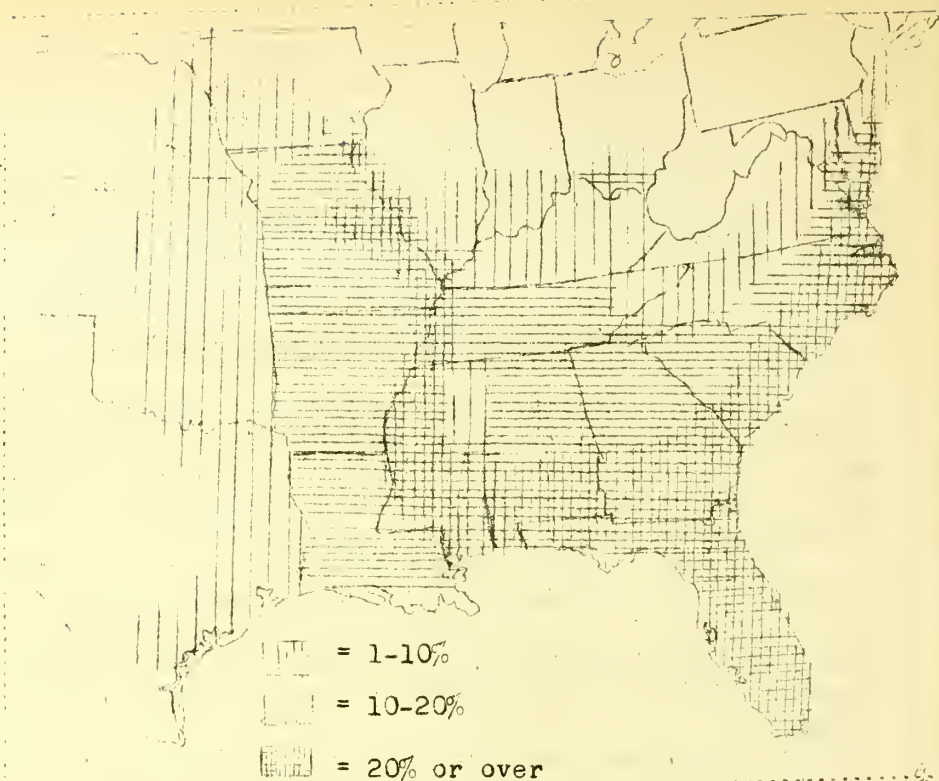 = 1-10%
= 10-20%
= 20% or over